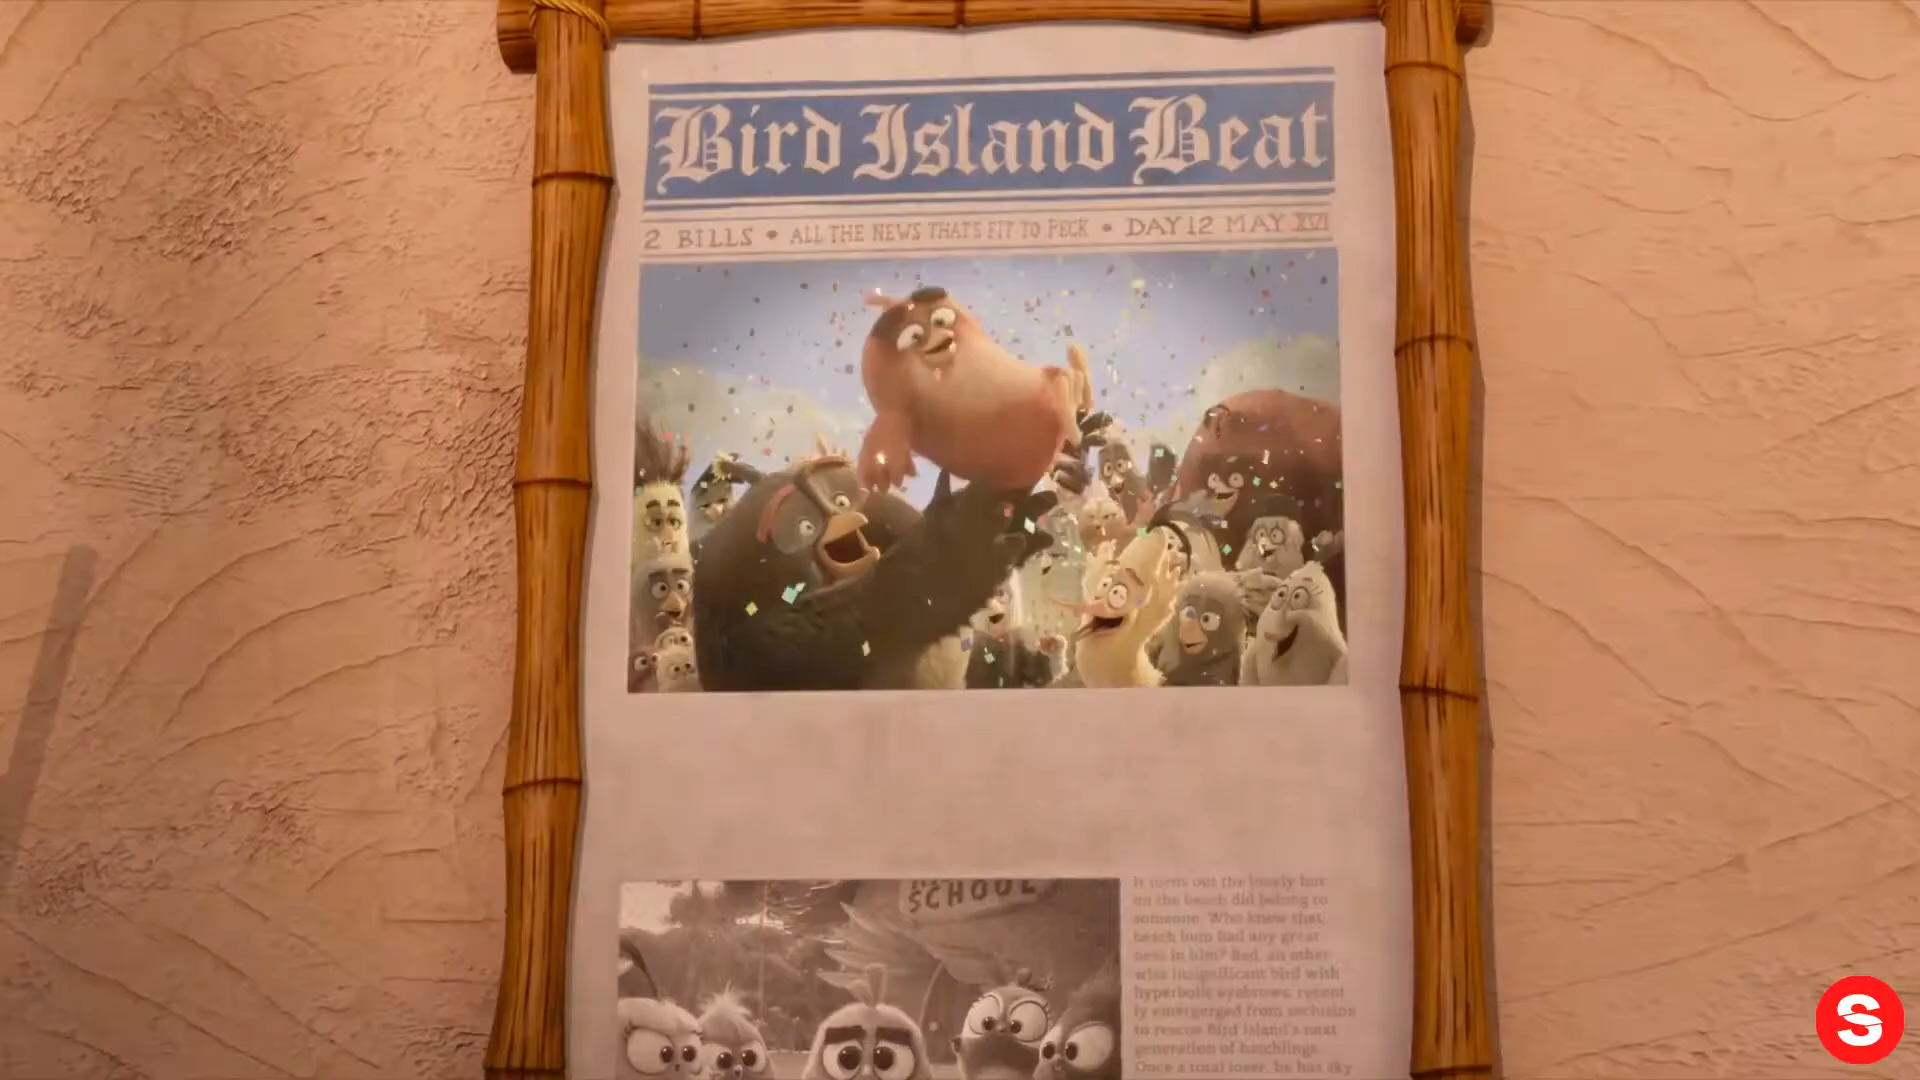 Bird Island Beat
2 BILLS • ALL THE NEWS THAT'S FIT TO PECK • DAY 12 MAY XVI
SCHOOL
It turns out the lonely hut
on the beach did belong to
someone. Who knew that
beach bum had any great
ness in him? Red, an other
wise insignificant bird with
hyperbolic eyebrows, recent
ly emergerged from seclusion
to rescue Bird Island's next
generation of hatchlings.
Once a total loser, he has sky
S